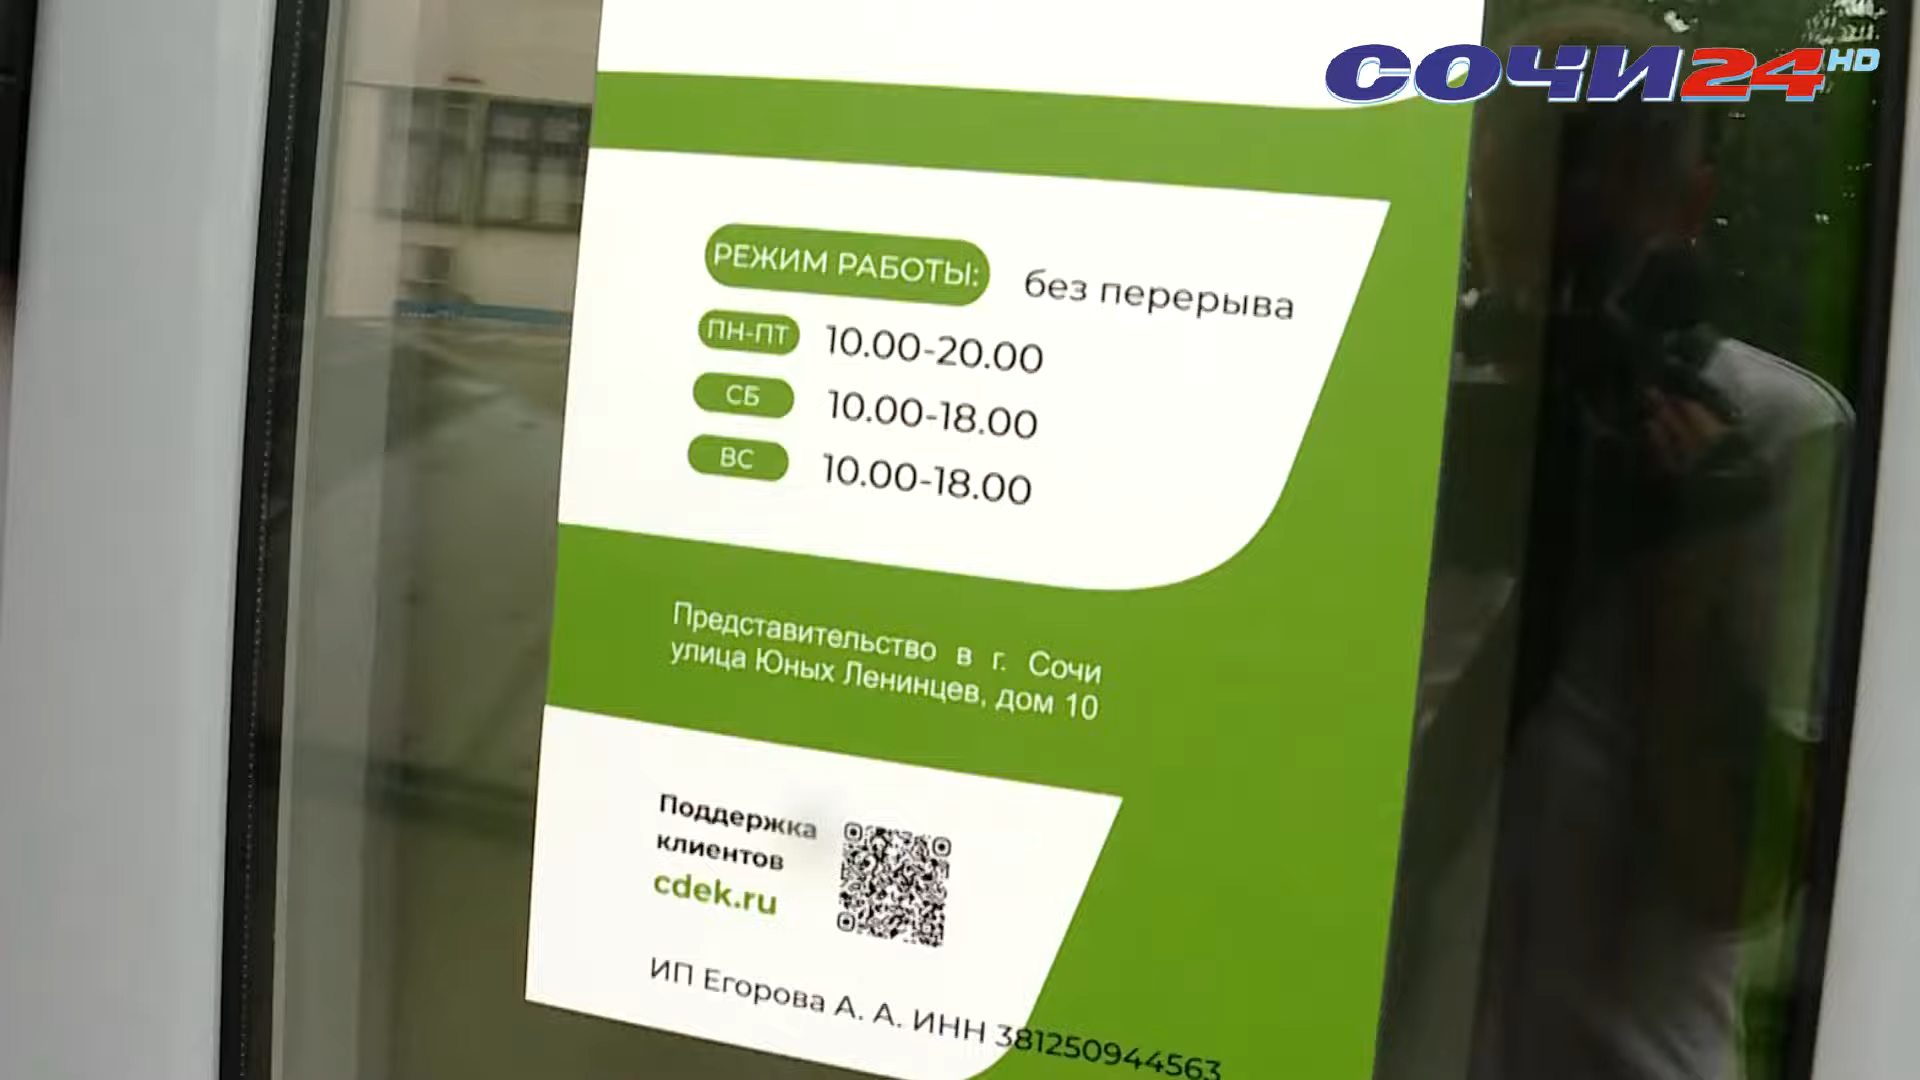 СОЧИ24 HD
РЕЖИМ РАБОТЫ: без перерыва
ПН-ПТ 10.00-20.00
СБ 10.00-18.00
ВС 10.00-18.00
Представительство в г. Сочи
улица Юных Ленинцев, дом 10
Поддержка
клиентов
cdek.ru
ИП Егорова А. А. ИНН 381250944563